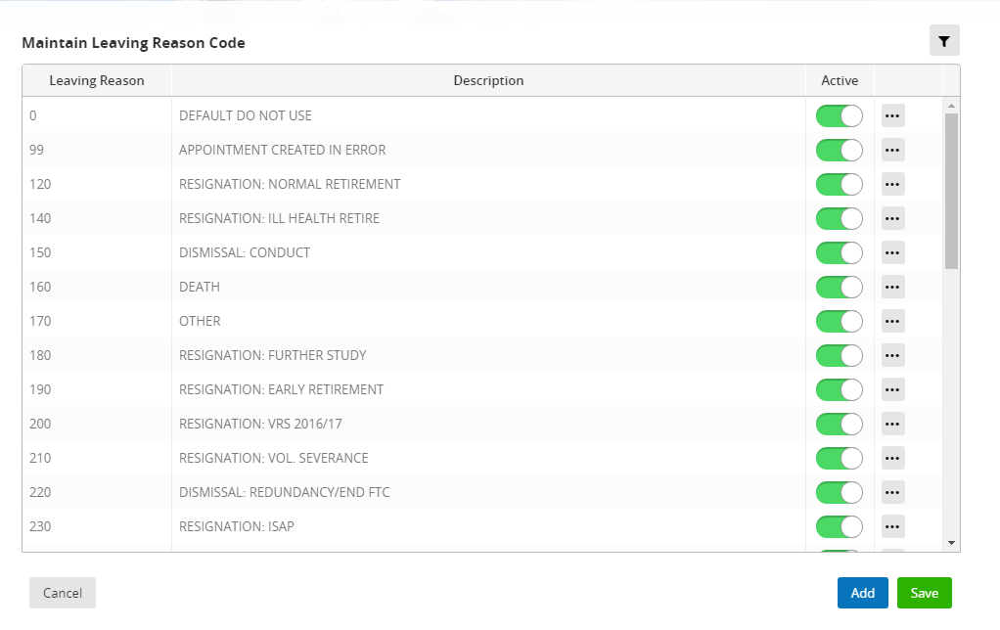 Maintain Leaving Reason Code
Leaving Reason Description Active
0 DEFAULT DO NOT USE
99 APPOINTMENT CREATED IN ERROR
120 RESIGNATION: NORMAL RETIREMENT
140 RESIGNATION: ILL HEALTH RETIRE
150 DISMISSAL: CONDUCT
160 DEATH
170 OTHER
180 RESIGNATION: FURTHER STUDY
190 RESIGNATION: EARLY RETIREMENT
200 RESIGNATION: VRS 2016/17
210 RESIGNATION: VOL. SEVERANCE
220 DISMISSAL: REDUNDANCY/END FTC
230 RESIGNATION: ISAP
Cancel Add Save